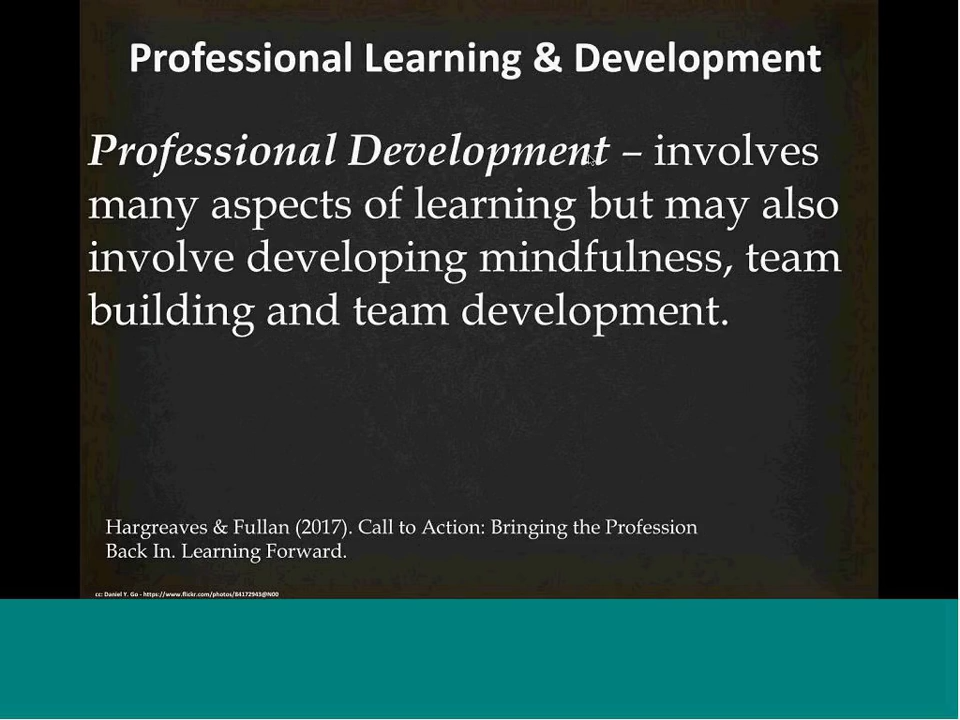 Professional Learning & Development
Professional Development – involves
many aspects of learning but may also
involve developing mindfulness, team
building and team development.
Hargreaves & Fullan (2017). Call to Action: Bringing the Profession
Back In. Learning Forward.
cc: Daniel Y. Go - https://www.flickr.com/photos/84172943@N00